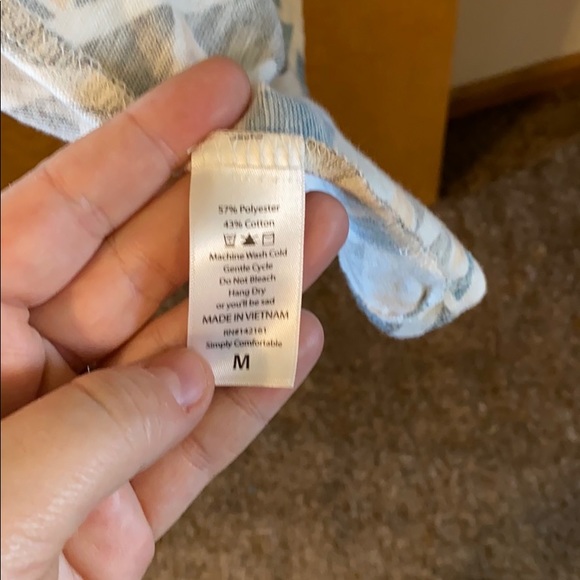 57% Polyester
43% Cotton
Machine Wash Cold
Gentle Cycle
Do Not Bleach
Hang Dry
or you'll be sad
MADE IN VIETNAM
RN#142161
Simply Comfortable
M